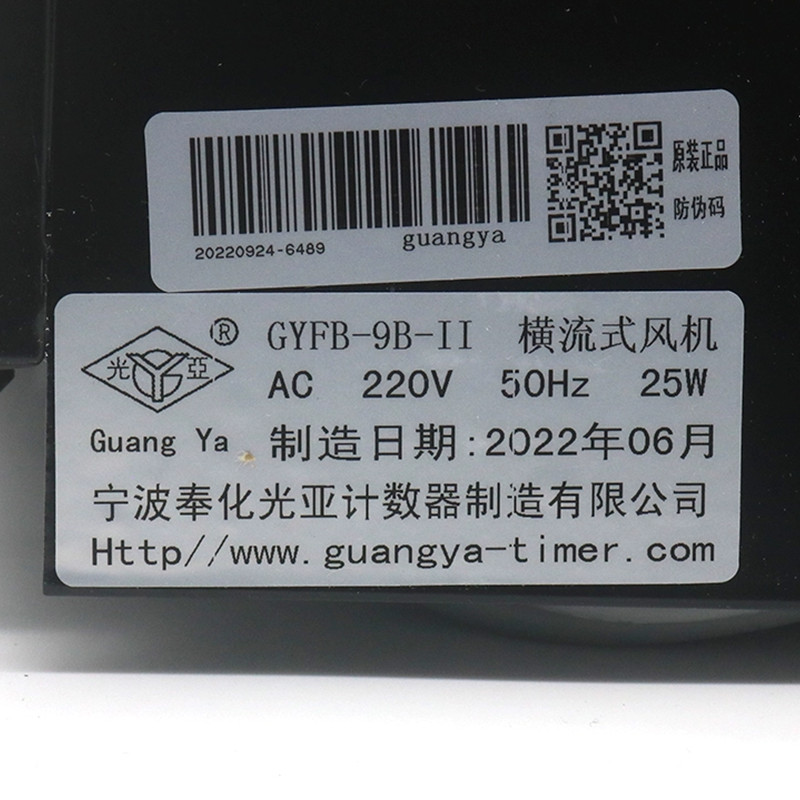 20220924-6489
guangya
原装正品
防伪码
光亚
®
GYFB-9B-II 横流式风机
AC 220V 50Hz 25W
Guang Ya 制造日期:2022年06月
宁波奉化光亚计数器制造有限公司
Http//www.guangya-timer.com